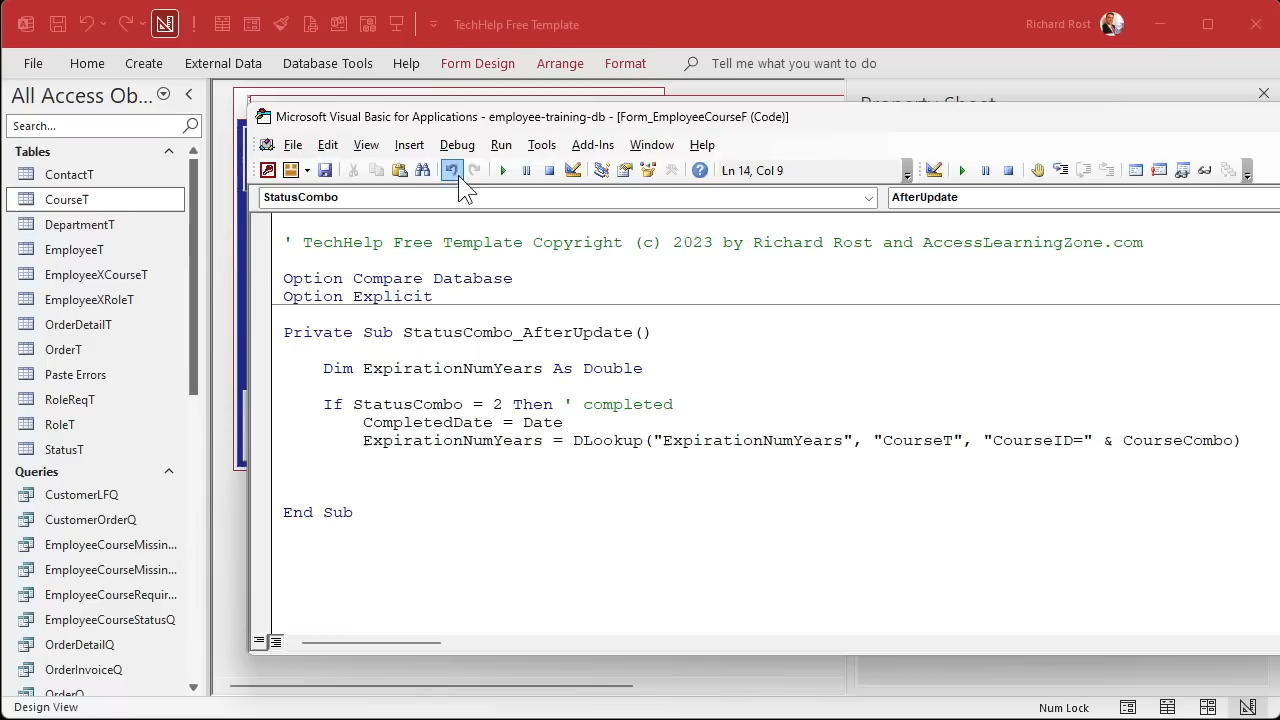 TechHelp Free Template
Richard Rost
File Home Create External Data Database Tools Help Form Design Arrange Format Tell me what you want to do
All Access Ob...
Search...
Tables
ContactT
CourseT
DepartmentT
EmployeeT
EmployeeXCourseT
EmployeeXRoleT
OrderDetailT
OrderT
Paste Errors
RoleReqT
RoleT
StatusT
Queries
CustomerLFQ
CustomerOrderQ
EmployeeCourseMissin...
EmployeeCourseMissin...
EmployeeCourseRequir...
EmployeeCourseStatusQ
OrderDetailQ
OrderInvoiceQ
OrderQ
Property Sheet
Microsoft Visual Basic for Applications - employee-training-db - [Form_EmployeeCourseF (Code)]
File Edit View Insert Debug Run Tools Add-Ins Window Help
Ln 14, Col 9
StatusCombo
AfterUpdate
' TechHelp Free Template Copyright (c) 2023 by Richard Rost and AccessLearningZone.com
Option Compare Database
Option Explicit
Private Sub StatusCombo_AfterUpdate()
Dim ExpirationNumYears As Double
If StatusCombo = 2 Then ' completed
CompletedDate = Date
ExpirationNumYears = DLookup("ExpirationNumYears", "CourseT", "CourseID=" & CourseCombo)
End Sub
Design View
Num Lock